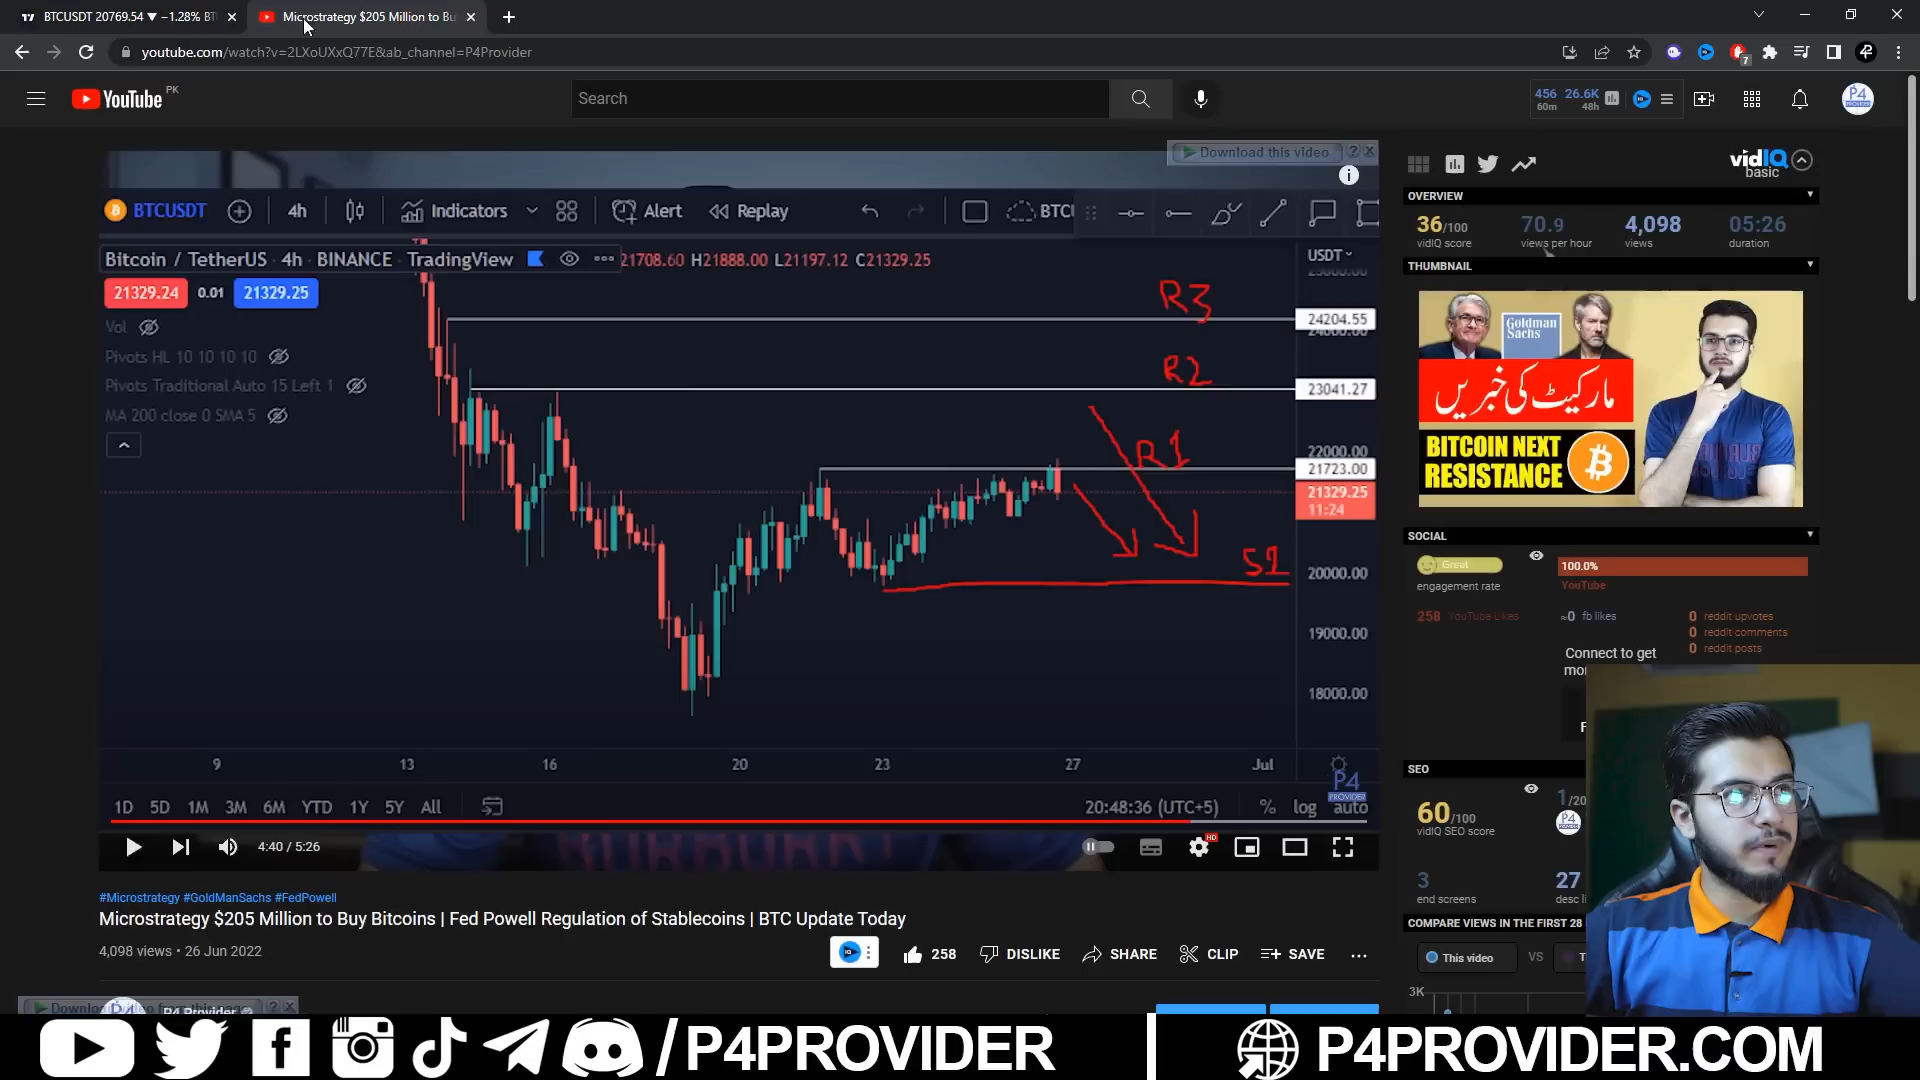 BTCUSDT 20769.54 ▼ −1.28%
Microstrategy $205 Million to Bu
youtube.com/watch?v=2LXoUXxQ77E&ab_channel=P4Provider
7
YouTube PK
Search
456 26.6K
60m 48h
P4
PROVIDER
Download this video
BTCUSDT 4h Indicators Alert Replay
Bitcoin / TetherUS · 4h · BINANCE · TradingView 21708.60 H21888.00 L21197.12 C21329.25
USDT
21329.24 0.01 21329.25
Vol
Pivots HL 10 10 10 10
Pivots Traditional Auto 15 Left 1
MA 200 close 0 SMA 5
R3
24204.55
R2
23041.27
22000.00
R1
21723.00
21329.25
11:24
S1
20000.00
19000.00
18000.00
9 13 16 20 23 27 Jul
P4
PROVIDER
1D 5D 1M 3M 6M YTD 1Y 5Y All
20:48:36 (UTC+5) % log auto
4:40 / 5:26
HD
#Microstrategy #GoldManSachs #FedPowell
Microstrategy $205 Million to Buy Bitcoins | Fed Powell Regulation of Stablecoins | BTC Update Today
4,098 views • 26 Jun 2022
258 DISLIKE SHARE CLIP SAVE
P4 Provider
vidIQ
basic
OVERVIEW
36/100 70.9 4,098 05:26
vidIQ score views per hour views duration
THUMBNAIL
Goldman
Sachs
مارکیٹ کی خبریں
BITCOIN NEXT
RESISTANCE
SOCIAL
Great
engagement rate
100.0%
YouTube
258 YouTube Likes
≈0 fb likes
0 reddit upvotes
0 reddit comments
0 reddit posts
Connect to get
SEO
60/100
vidIQ SEO score
3
end screens
27
COMPARE VIEWS IN THE FIRST 28
This video VS
3K
/P4PROVIDER
P4PROVIDER.COM